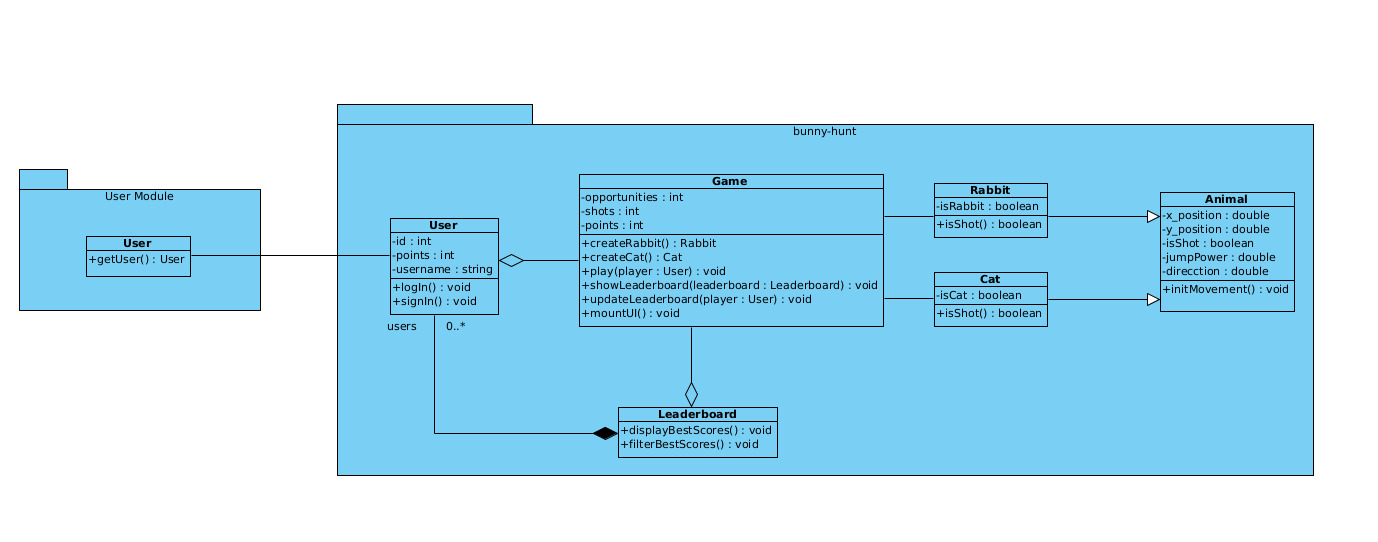 bunny-hunt
User Module
User
+getUser() : User
User
-id : int
-points : int
-username : string
+logIn() : void
+signIn() : void
users
0..*
Game
-opportunities : int
-shots : int
-points : int
+createRabbit() : Rabbit
+createCat() : Cat
+play(player : User) : void
+showLeaderboard(leaderboard : Leaderboard) : void
+updateLeaderboard(player : User) : void
+mountUI() : void
Leaderboard
+displayBestScores() : void
+filterBestScores() : void
Rabbit
-isRabbit : boolean
+isShot() : boolean
Cat
-isCat : boolean
+isShot() : boolean
Animal
-x_position : double
-y_position : double
-isShot : boolean
-jumpPower : double
-direcction : double
+initMovement() : void